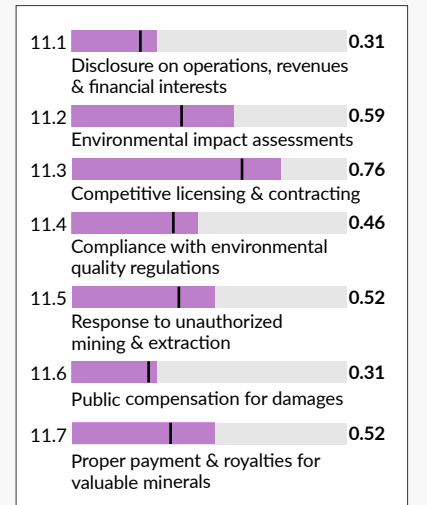 11.1 0.31
Disclosure on operations, revenues
& financial interests
11.2 0.59
Environmental impact assessments
11.3 0.76
Competitive licensing & contracting
11.4 0.46
Compliance with environmental
quality regulations
11.5 0.52
Response to unauthorized
mining & extraction
11.6 0.31
Public compensation for damages
11.7 0.52
Proper payment & royalties for
valuable minerals